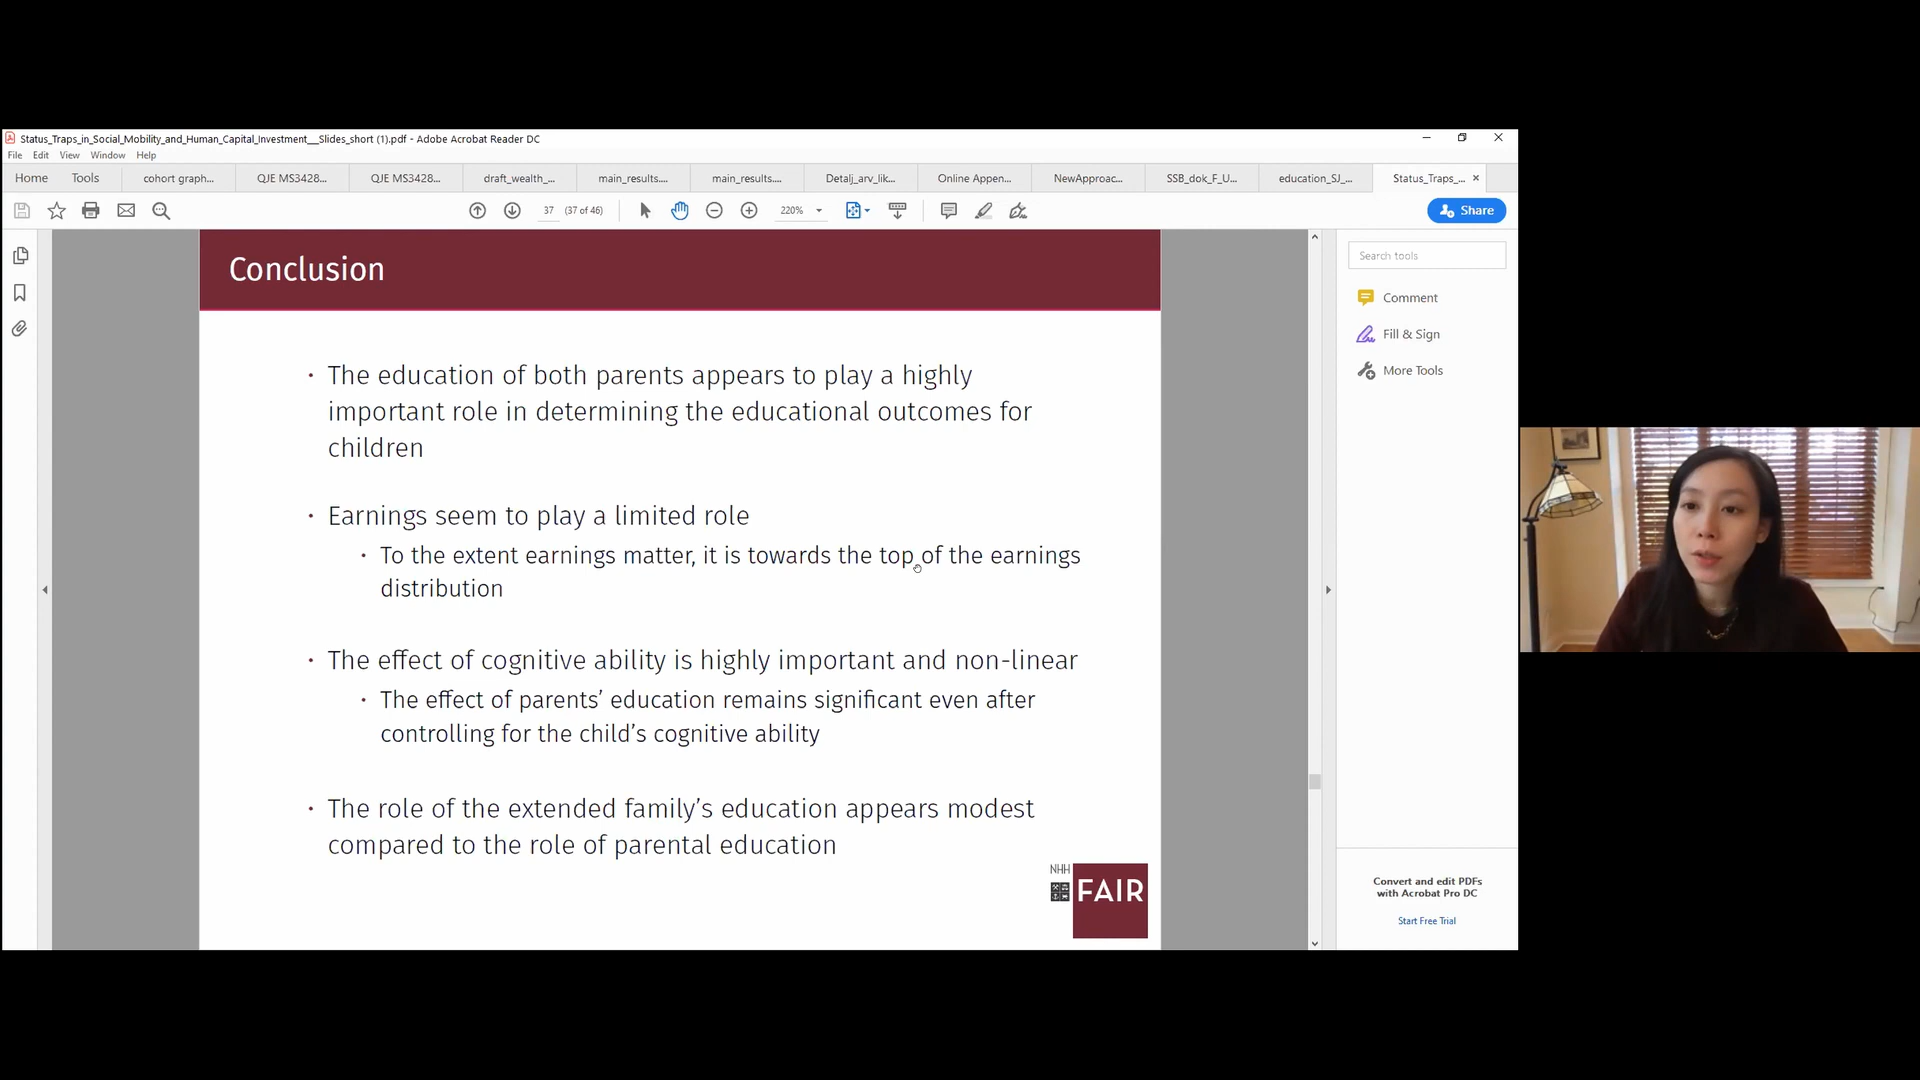 Status_Traps_in_Social_Mobility_and_Human_Capital_Investment__Slides_short (1).pdf - Adobe Acrobat Reader DC
File Edit View Window Help
Home Tools cohort graph... QJE MS3428... QJE MS3428... draft_wealth_... main_results.... main_results.... Detalj_arv_lik... Online Appen... NewApproac... SSB_dok_F_U... education_SJ_... Status_Traps_...
37 (37 of 46) 220% Share
Conclusion
• The education of both parents appears to play a highly
important role in determining the educational outcomes for
children
• Earnings seem to play a limited role
• To the extent earnings matter, it is towards the top of the earnings
distribution
• The effect of cognitive ability is highly important and non-linear
• The effect of parents’ education remains significant even after
controlling for the child’s cognitive ability
• The role of the extended family’s education appears modest
compared to the role of parental education
NHH
FAIR
Search tools
Comment
Fill & Sign
More Tools
Convert and edit PDFs
with Acrobat Pro DC
Start Free Trial